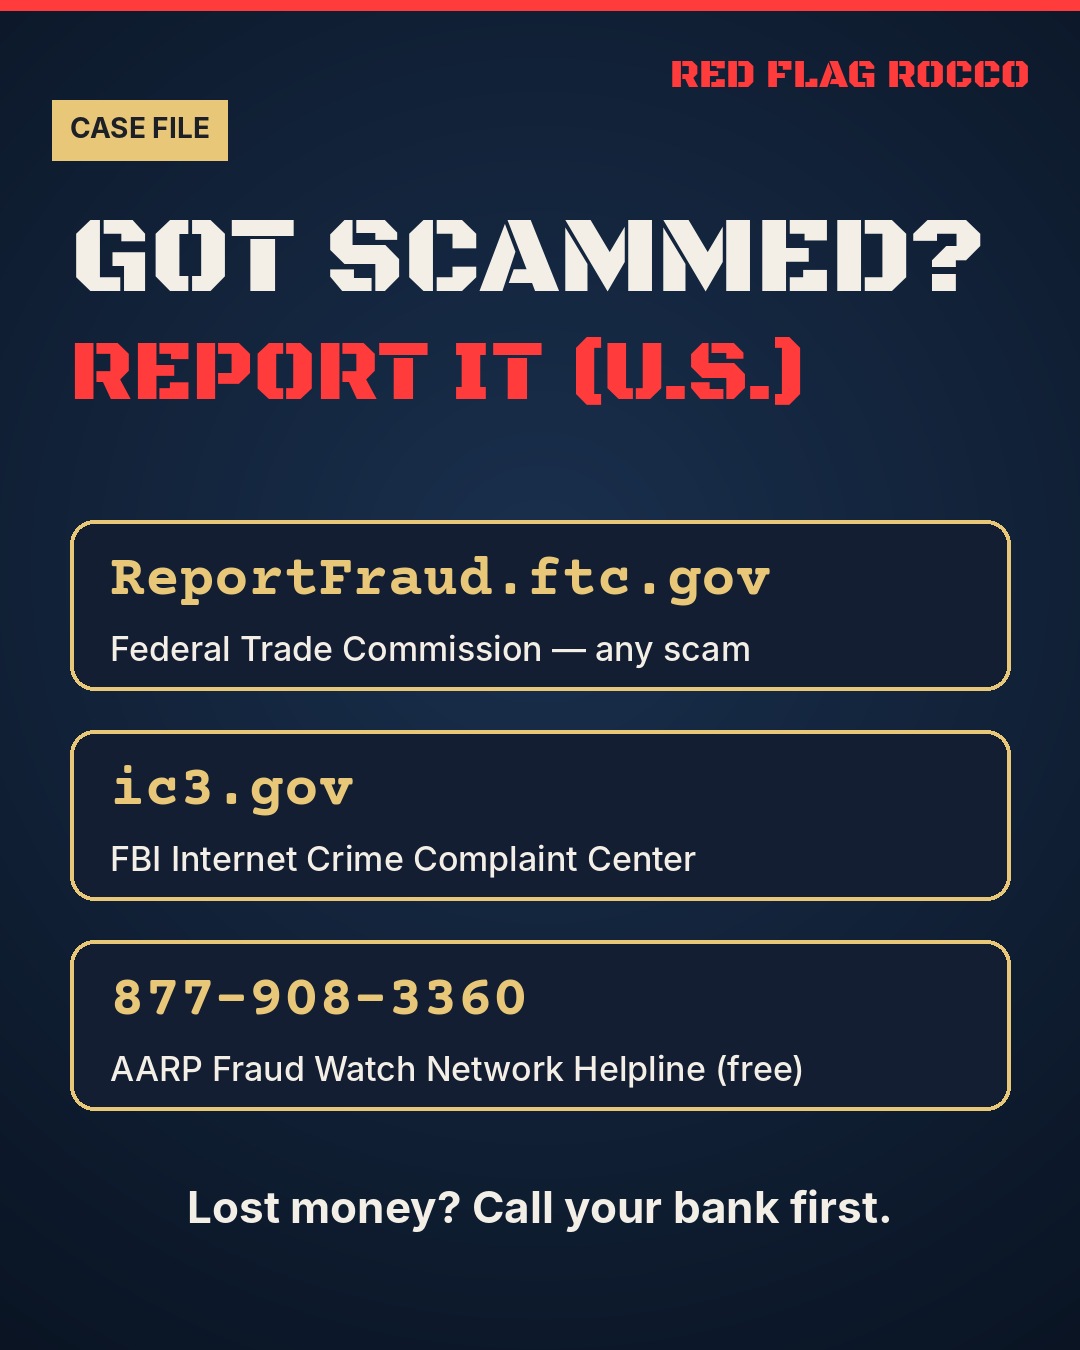 RED FLAG ROCCO
CASE FILE
GOT SCAMMED?
REPORT IT (U.S.)
ReportFraud.ftc.gov
Federal Trade Commission — any scam
ic3.gov
FBI Internet Crime Complaint Center
877-908-3360
AARP Fraud Watch Network Helpline (free)
Lost money? Call your bank first.